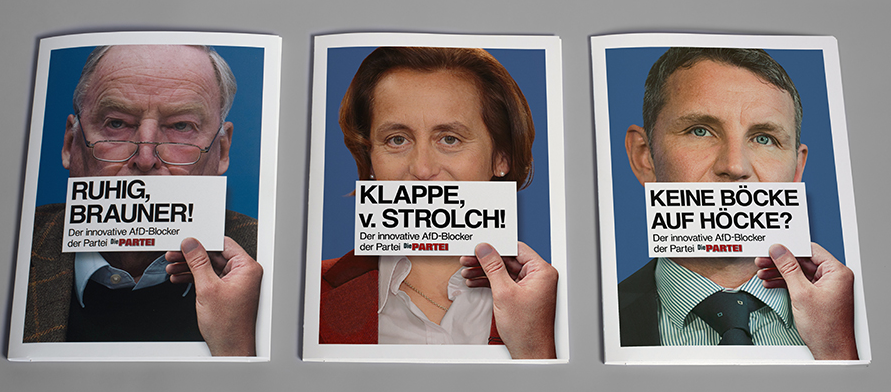 RUHIG,
BRAUNER!
Der innovative AfD-Blocker
der Partei Die PARTEI
KLAPPE,
v. STROLCH!
Der innovative AfD-Blocker
der Partei Die PARTEI
KEINE BÖCKE
AUF HÖCKE?
Der innovative AfD-Blocker
der Partei Die PARTEI